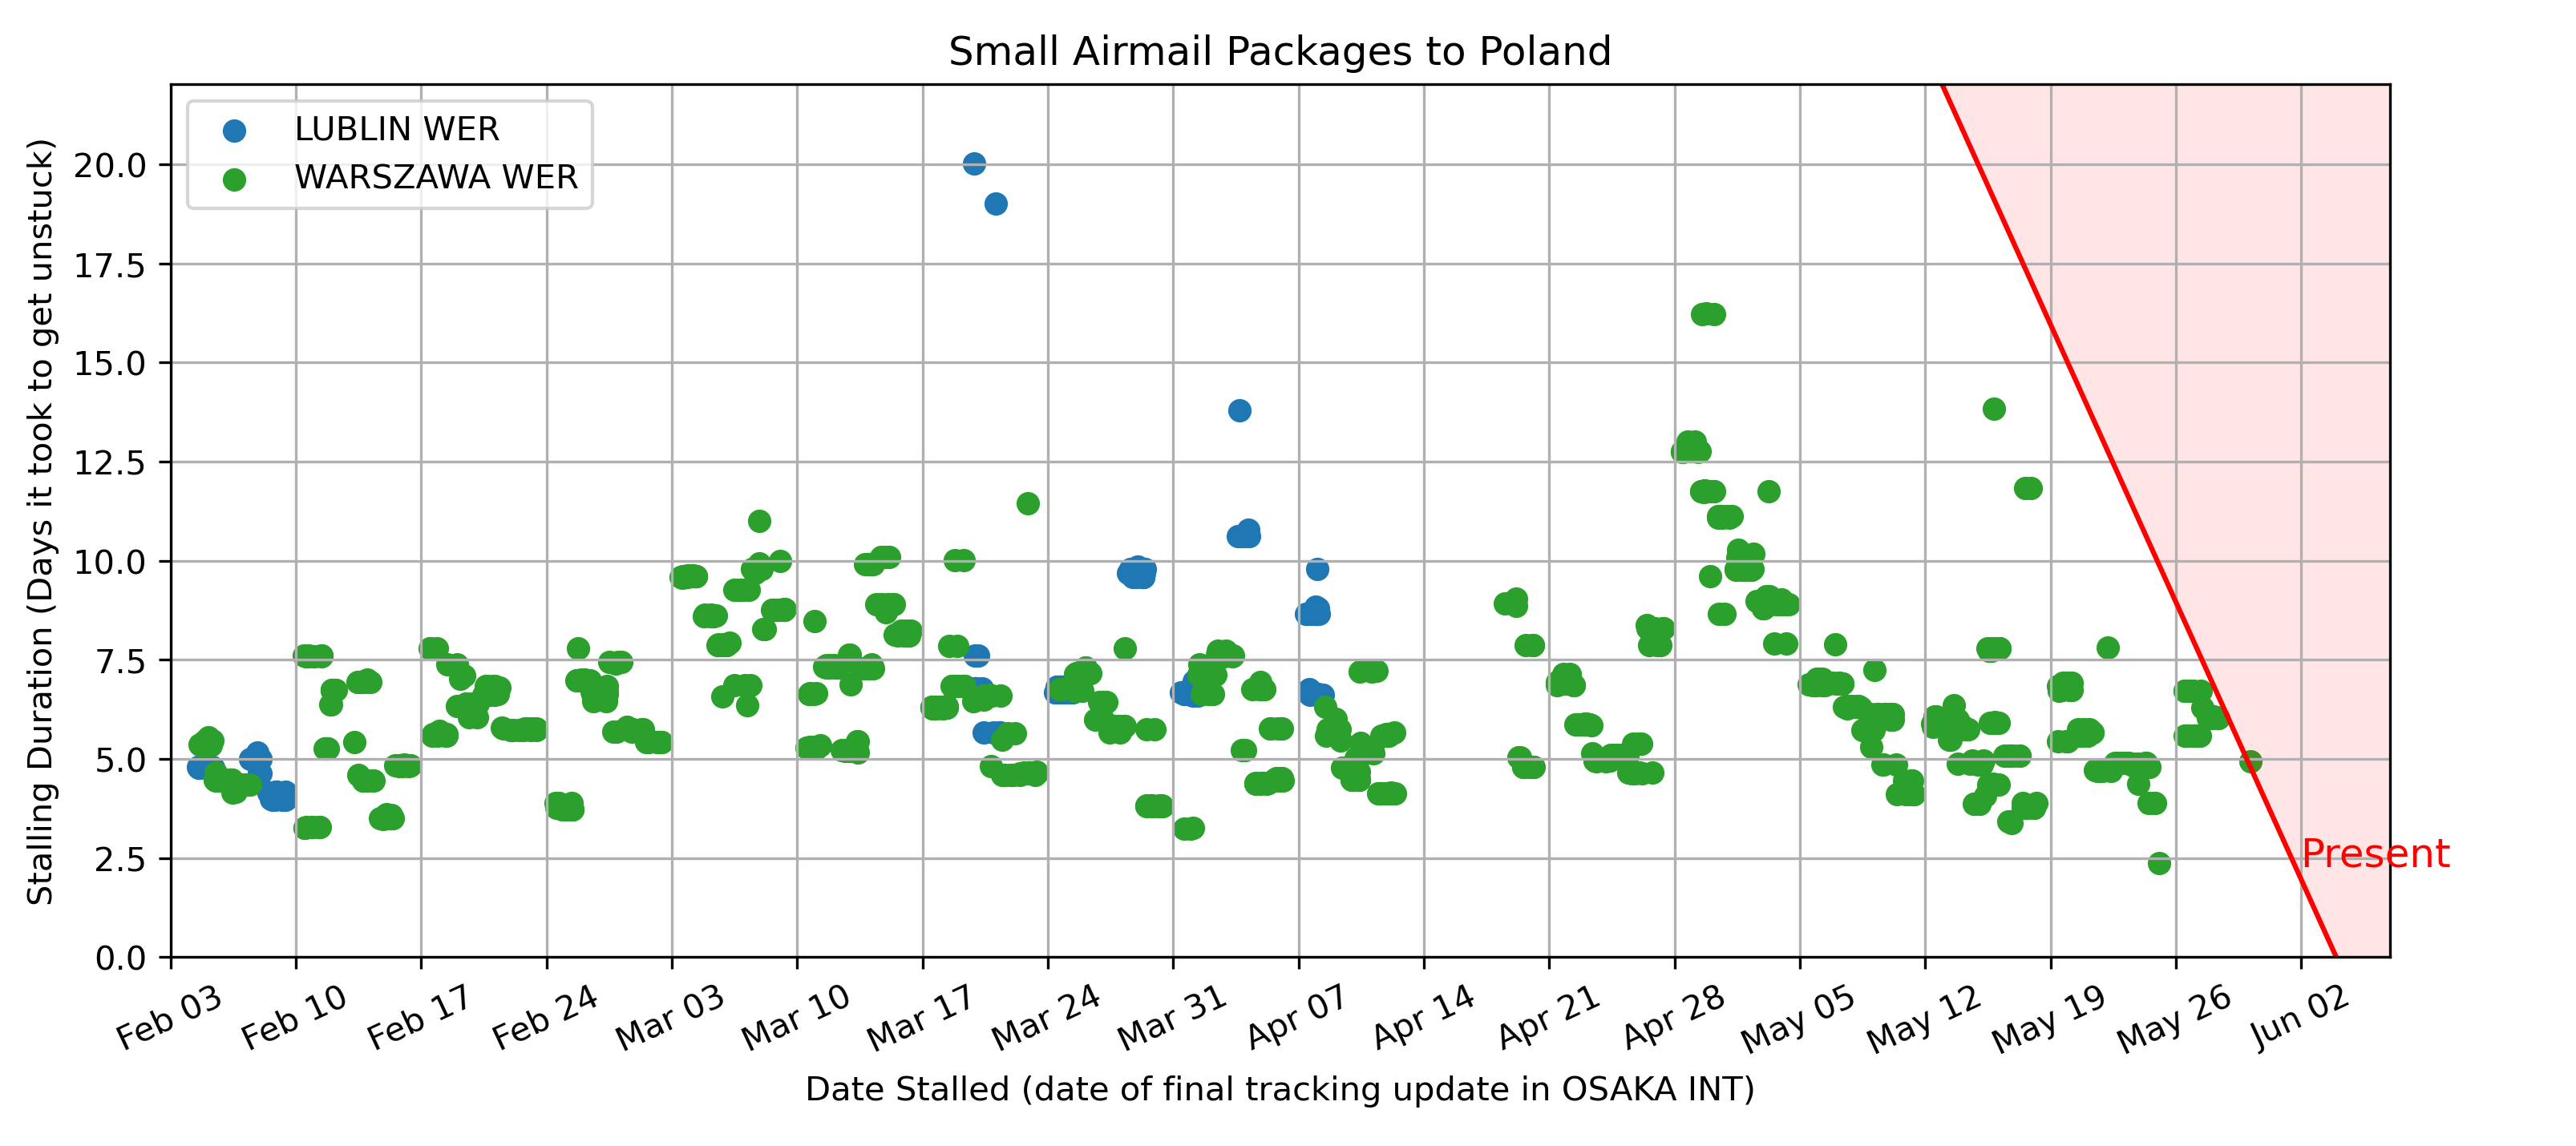 Small Airmail Packages to Poland
LUBLIN WER
WARSZAWA WER
Stalling Duration (Days it took to get unstuck)
20.0
17.5
15.0
12.5
10.0
7.5
5.0
2.5
0.0
Present
Feb 03 Feb 10 Feb 17 Feb 24 Mar 03 Mar 10 Mar 17 Mar 24 Mar 31 Apr 07 Apr 14 Apr 21 Apr 28 May 05 May 12 May 19 May 26 Jun 02
Date Stalled (date of final tracking update in OSAKA INT)